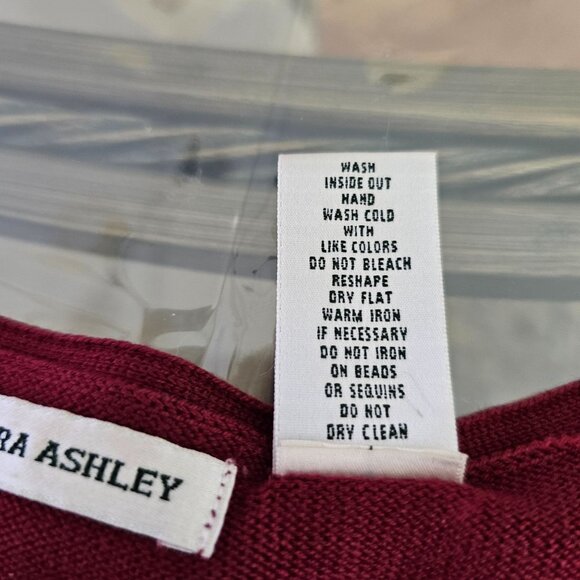 WASH
INSIDE OUT
HAND
WASH COLD
WITH
LIKE COLORS
DO NOT BLEACH
RESHAPE
DRY FLAT
WARM IRON
IF NECESSARY
DO NOT IRON
ON BEADS
OR SEQUINS
DO NOT
DRY CLEAN
RA ASHLEY